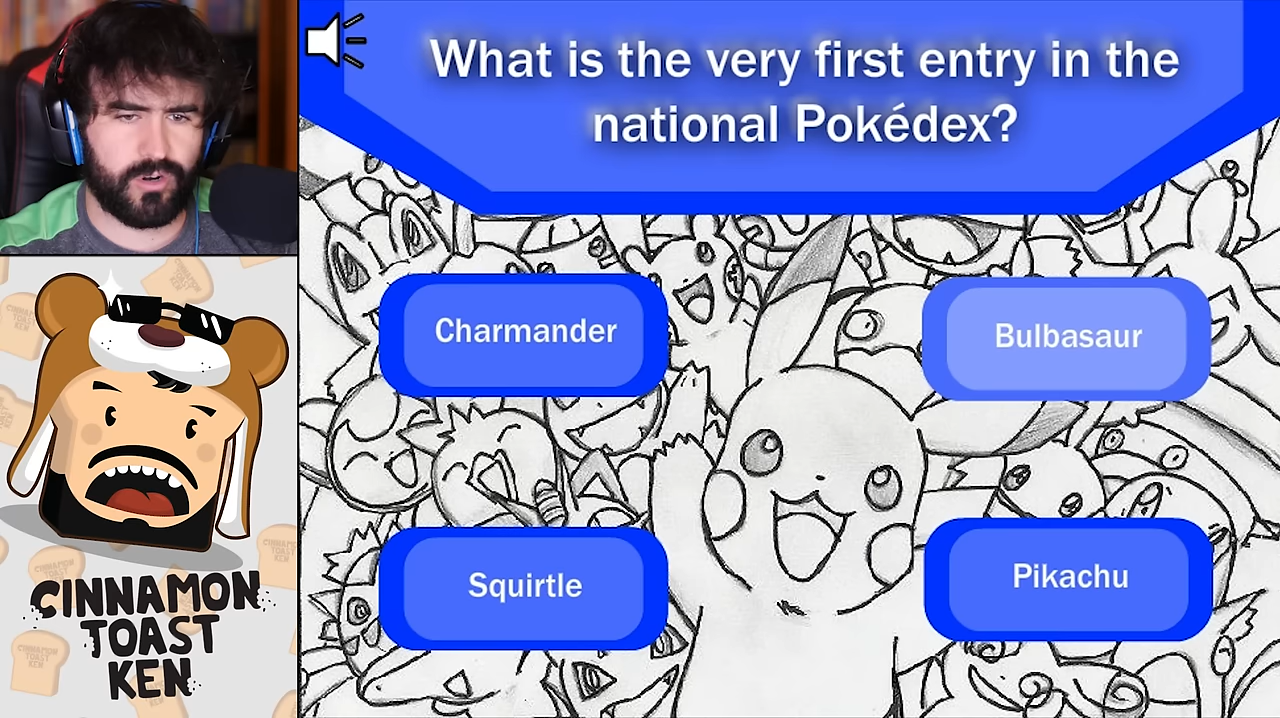 What is the very first entry in the
national Pokédex?
Charmander
Bulbasaur
Squirtle
Pikachu
CINNAMON
TOAST
KEN